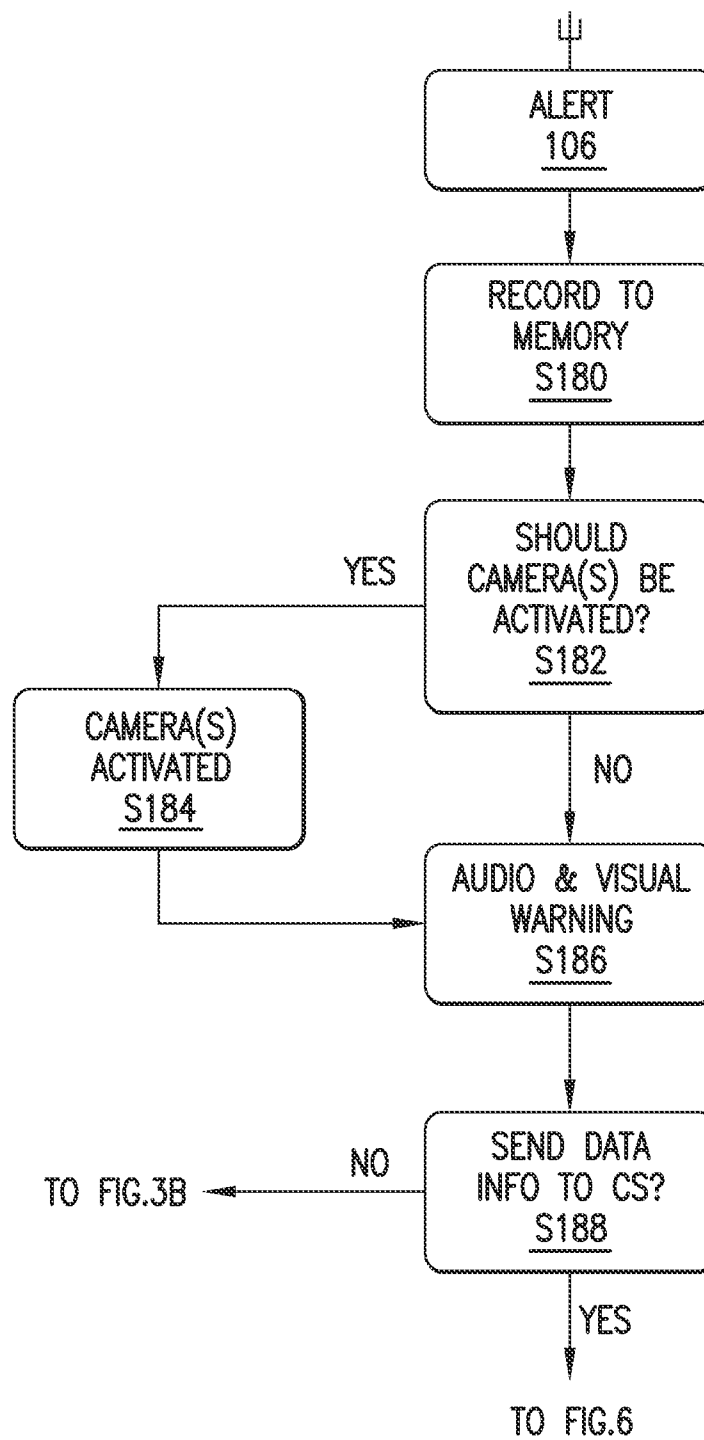 ALERT
106
RECORD TO
MEMORY
S180
SHOULD
CAMERA(S) BE
ACTIVATED?
S182
YES
CAMERA(S)
ACTIVATED
S184
NO
AUDIO & VISUAL
WARNING
S186
SEND DATA
INFO TO CS?
S188
NO
TO FIG.3B
YES
TO FIG.6